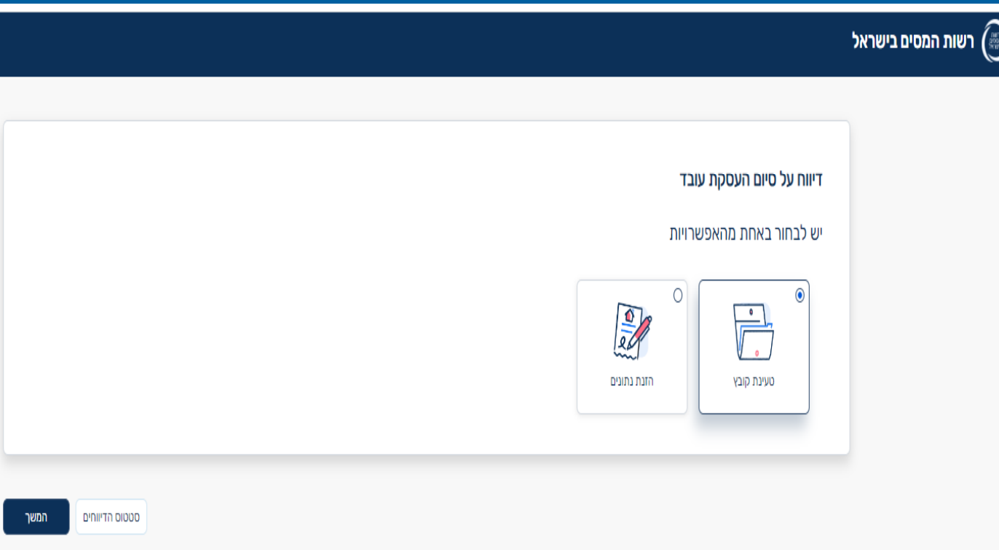 רשות המסים בישראל
דיווח על סיום העסקת עובד
יש לבחור באחת מהאפשרויות
טעינת קובץ
הזנת נתונים
סטטוס הדיווחים
המשך